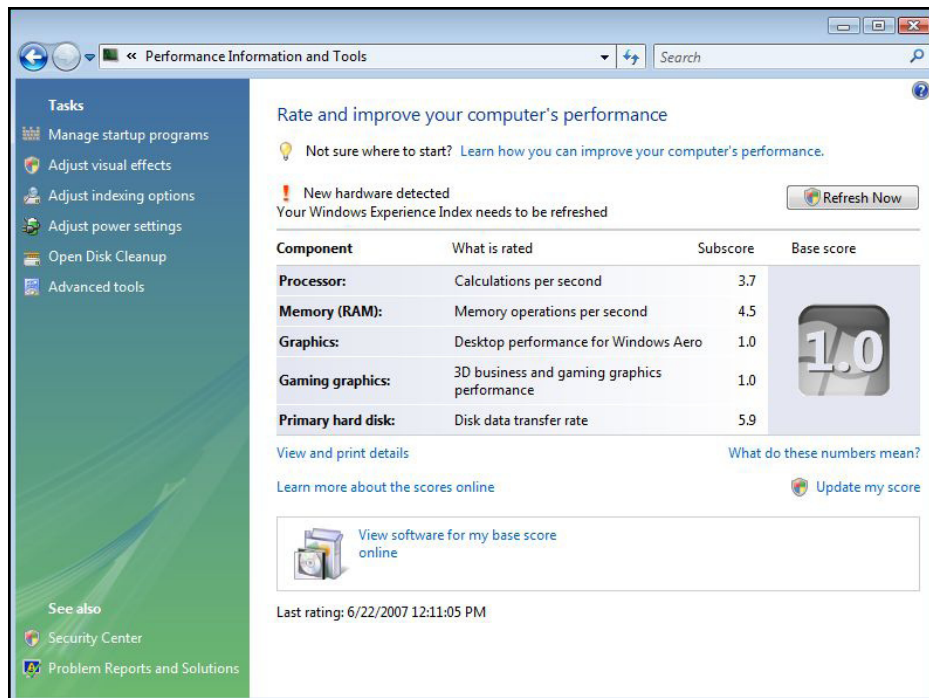 « Performance Information and Tools
Search
Tasks
Manage startup programs
Adjust visual effects
Adjust indexing options
Adjust power settings
Open Disk Cleanup
Advanced tools
See also
Security Center
Problem Reports and Solutions
Rate and improve your computer's performance
Not sure where to start? Learn how you can improve your computer's performance.
New hardware detected
Your Windows Experience Index needs to be refreshed
Refresh Now
Component What is rated Subscore Base score
Processor: Calculations per second 3.7
Memory (RAM): Memory operations per second 4.5
Graphics: Desktop performance for Windows Aero 1.0
Gaming graphics: 3D business and gaming graphics
performance 1.0
Primary hard disk: Disk data transfer rate 5.9
1.0
View and print details What do these numbers mean?
Learn more about the scores online Update my score
View software for my base score
online
Last rating: 6/22/2007 12:11:05 PM